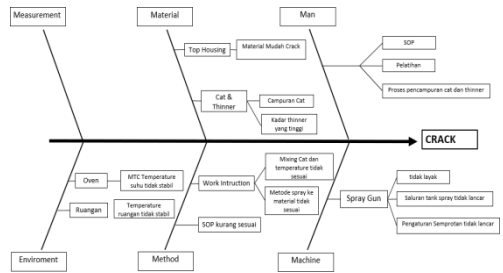 Measurement
Material
Man
Top Housing
Material Mudah Crack
SOP
Pelatihan
Proses pencampuran cat dan thinner
Cat &
Thinner
Campuran Cat
Kadar thinner
yang tinggi
CRACK
Oven
MTC Temperature
suhu tidak stabil
Ruangan
Temperature
ruangan tidak stabil
Work Intruction
Mixing Cat dan
temperature tidak
sesuai
Metode spray ke
material tidak
sesuai
SOP kurang sesuai
Spray Gun
tidak layak
Saluran tank spray tidak lancar
Pengaturan Semprotan tidak lancar
Enviroment
Method
Machine